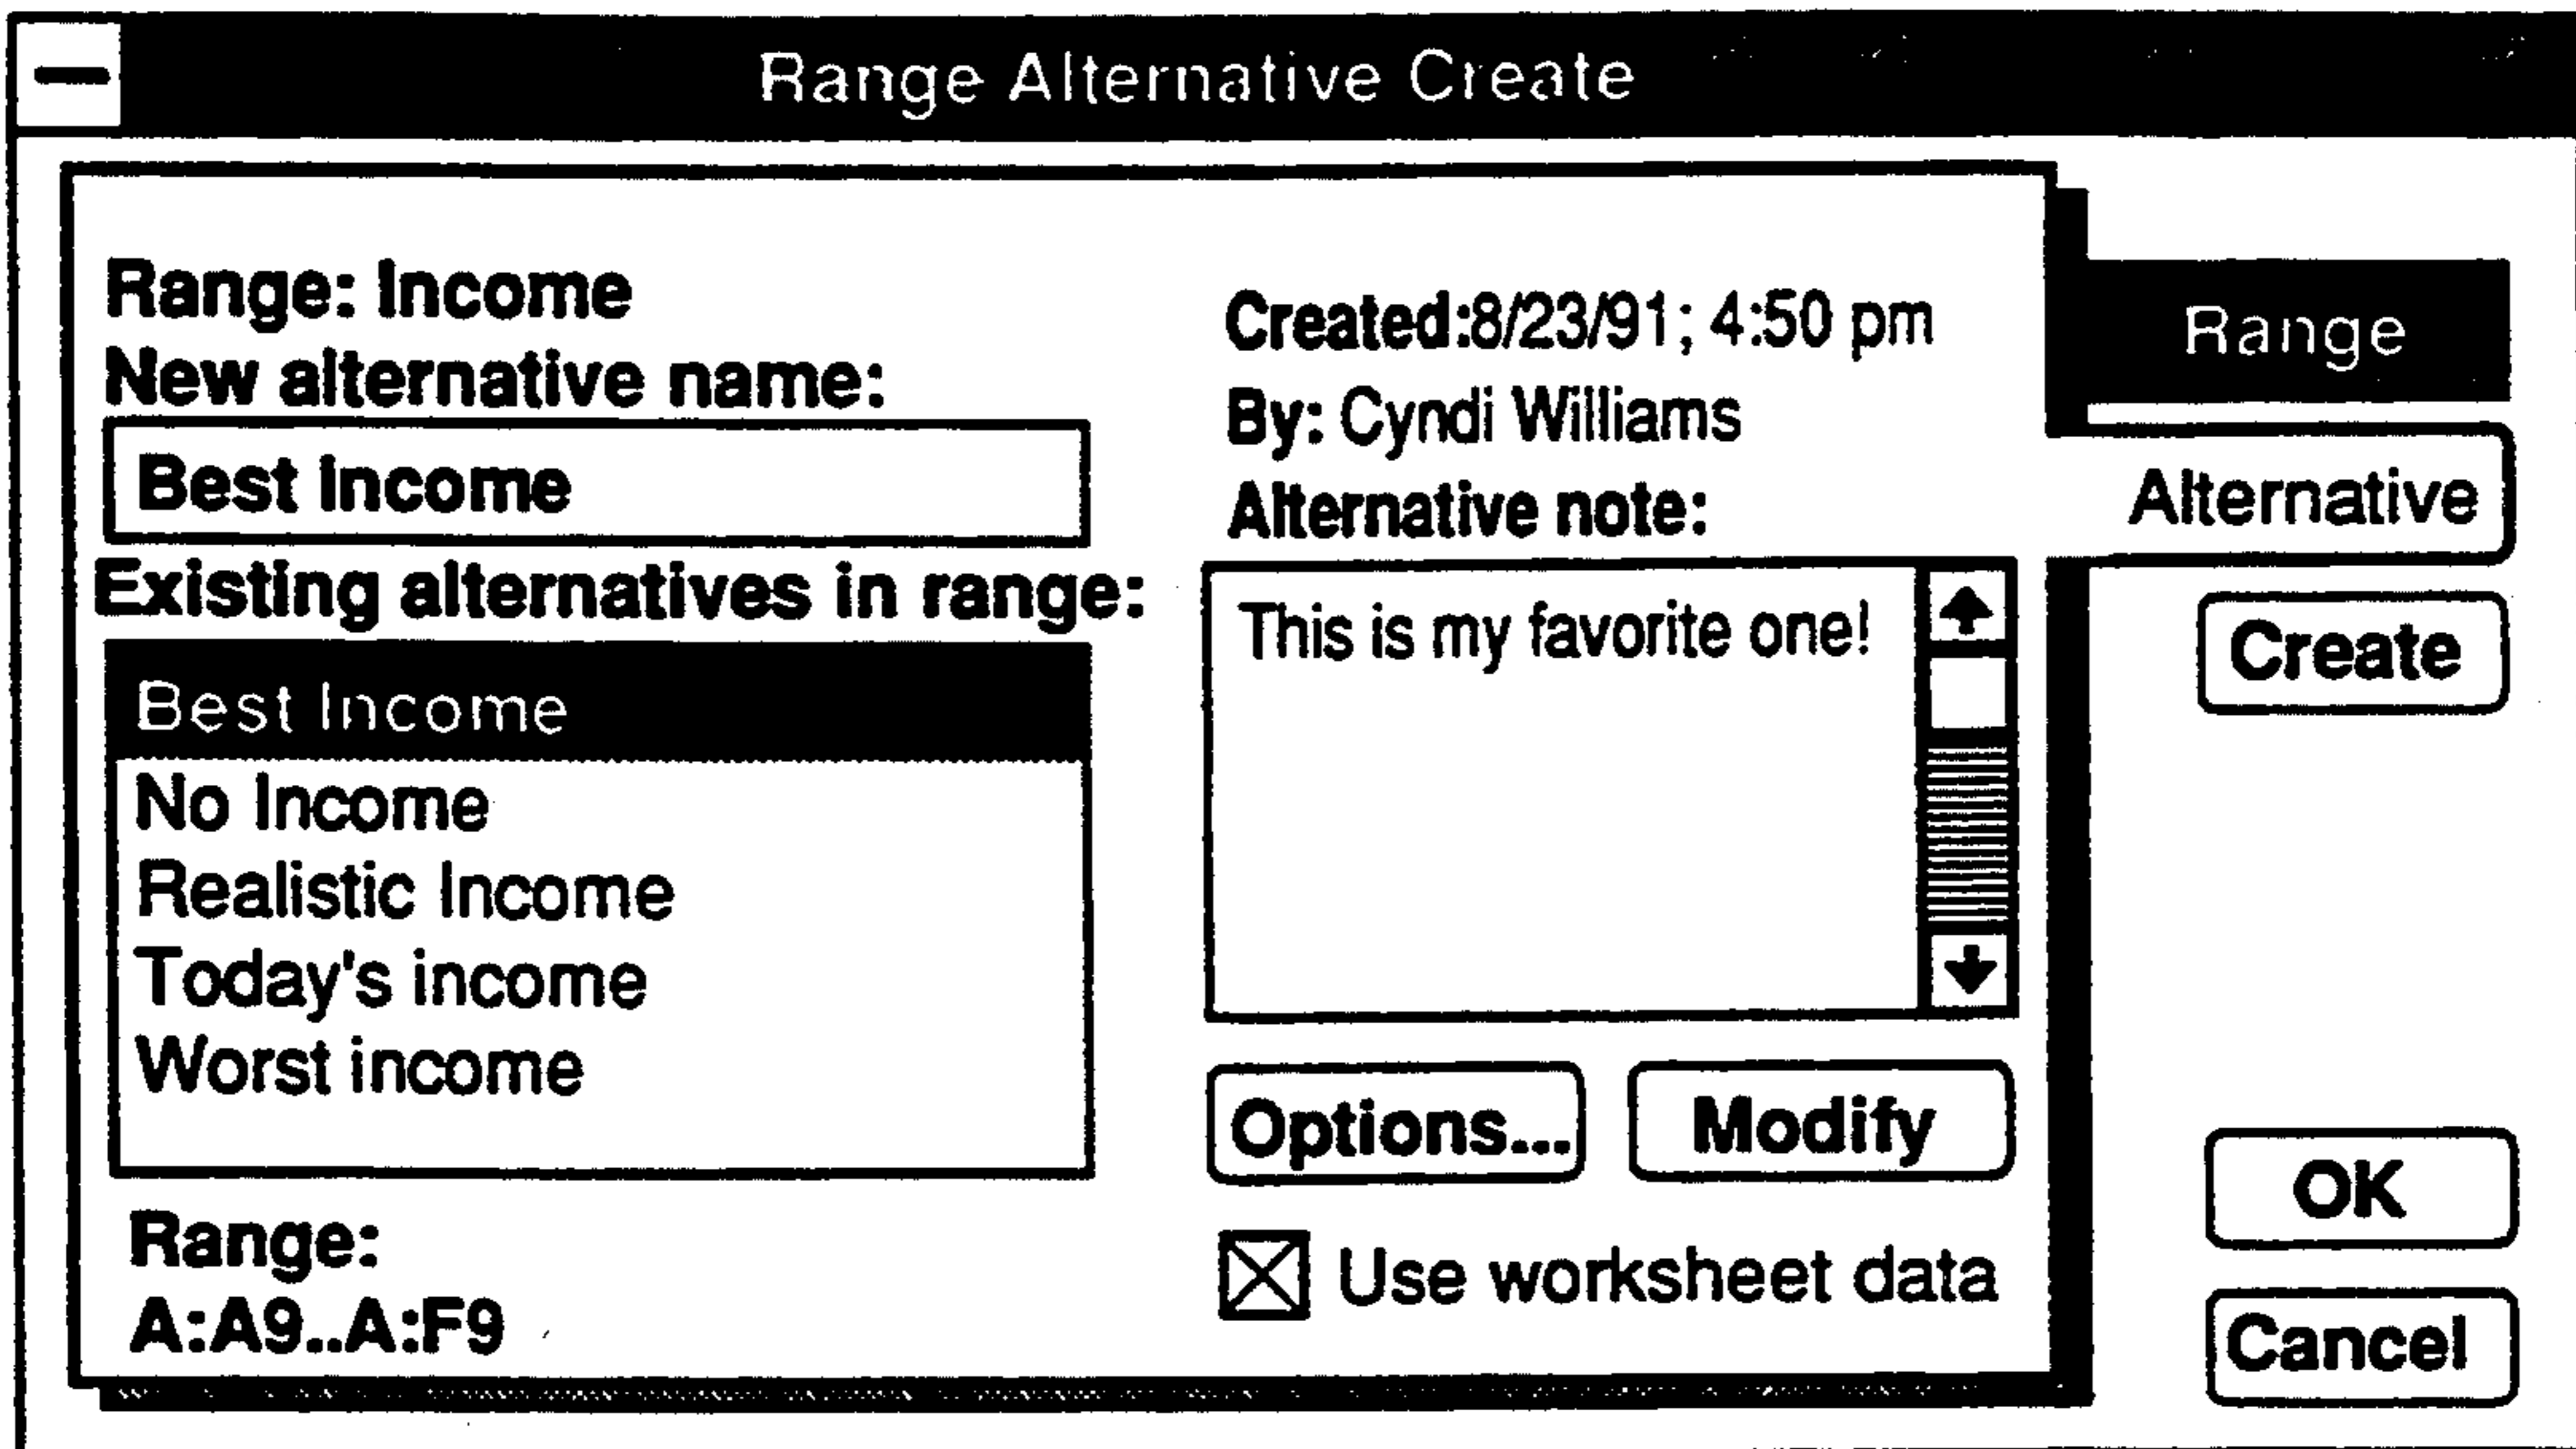 Range Alternative Create
Range: Income
New alternative name:
Best Income
Existing alternatives in range:
Best Income
No Income
Realistic Income
Today's income
Worst income
Range:
A:A9..A:F9
Created:8/23/91; 4:50 pm
By: Cyndi Williams
Alternative note:
This is my favorite one!
Options...
Modify
Use worksheet data
Range
Alternative
Create
OK
Cancel